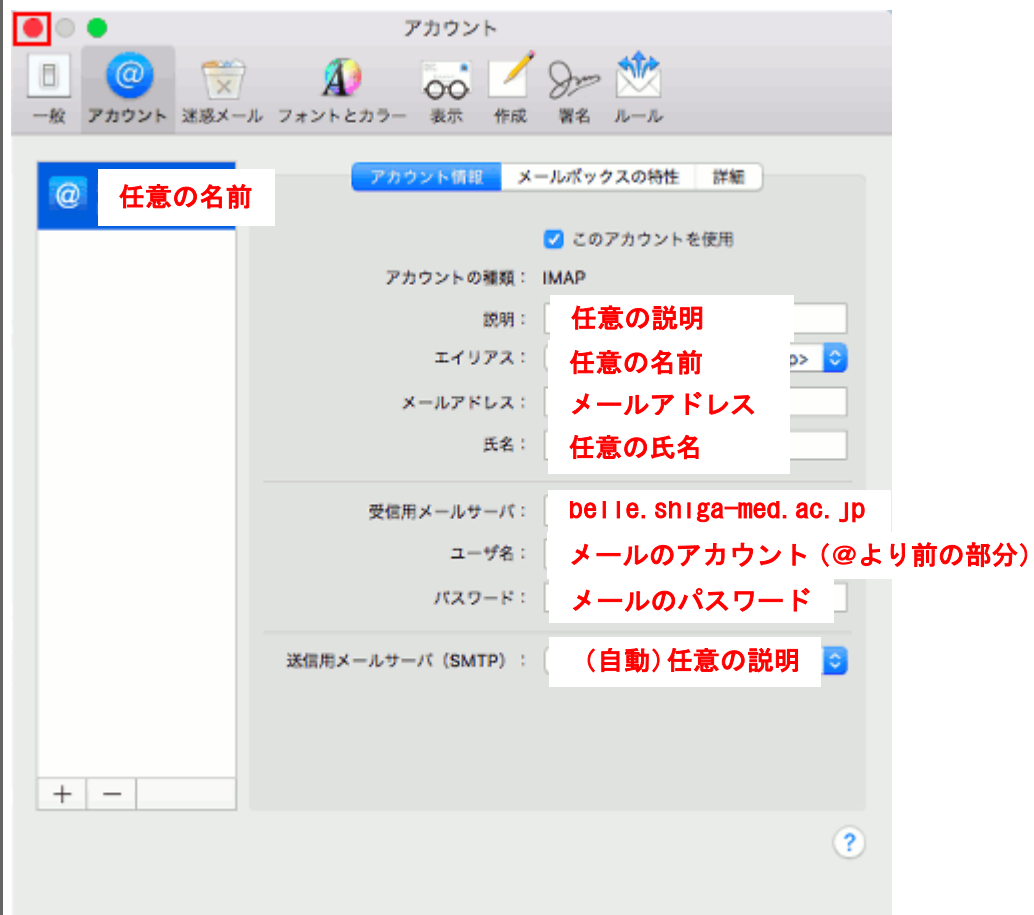 アカウント
一般 アカウント 迷惑メール フォントとカラー 表示 作成 署名 ルール
任意の名前
アカウント情報 メールボックスの特性 詳細
このアカウントを使用
アカウントの種類： IMAP
説明： 任意の説明
エイリアス： 任意の名前 p>
メールアドレス： メールアドレス
氏名： 任意の氏名
受信用メールサーバ： belle.shiga-med.ac.jp
ユーザ名： メールのアカウント（@より前の部分）
パスワード： メールのパスワード
送信用メールサーバ（SMTP）： （自動）任意の説明
+ −
?